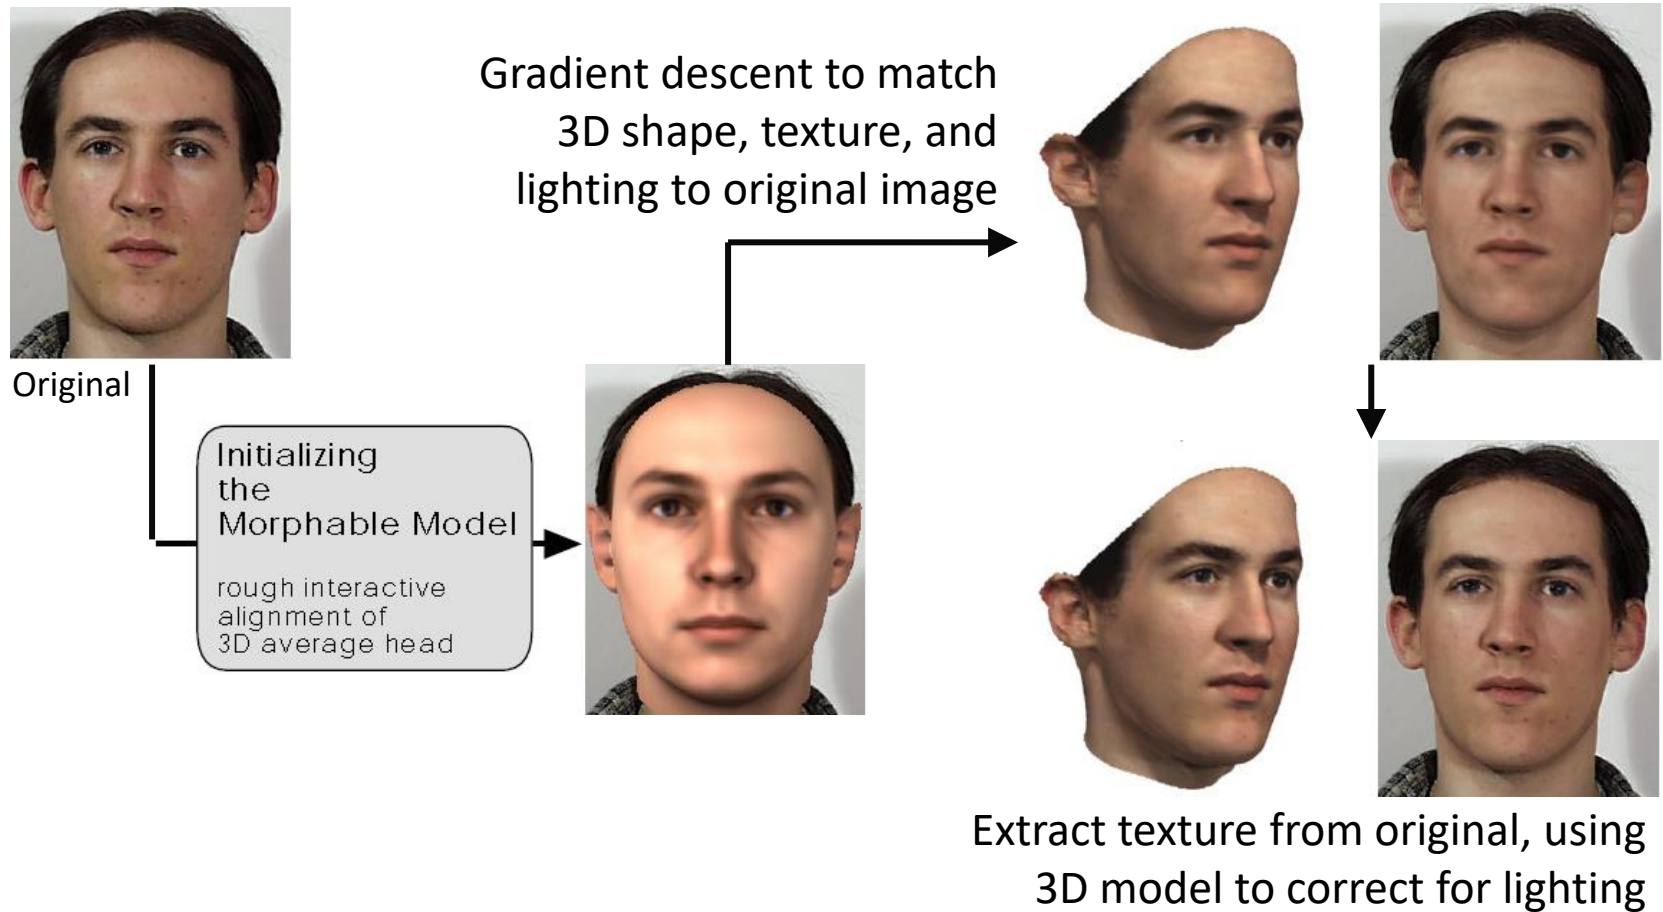 Gradient descent to match
3D shape, texture, and
lighting to original image
Original
Initializing
the
Morphable Model
rough interactive
alignment of
3D average head
Extract texture from original, using
3D model to correct for lighting